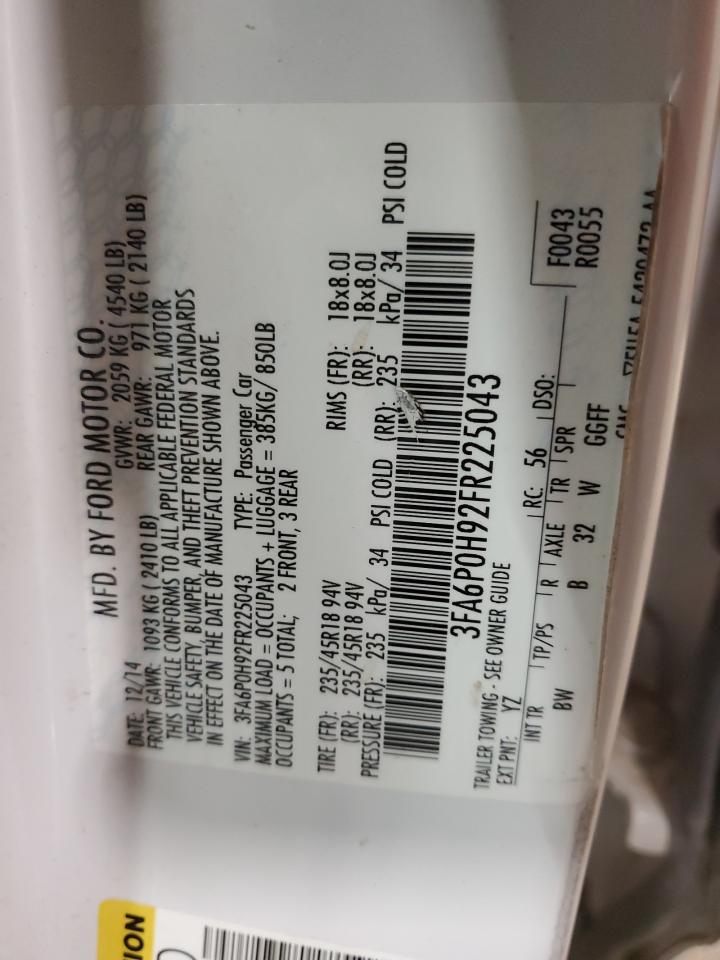 MFD. BY FORD MOTOR CO.
DATE: 12/14 GVWR: 2059 KG ( 4540 LB)
FRONT GAWR: 1093 KG ( 2410 LB) REAR GAWR: 971 KG ( 2140 LB)
THIS VEHICLE CONFORMS TO ALL APPLICABLE FEDERAL MOTOR
VEHICLE SAFETY, BUMPER, AND THEFT PREVENTION STANDARDS
IN EFFECT ON THE DATE OF MANUFACTURE SHOWN ABOVE.
VIN: 3FA6P0H92FR225043 TYPE: Passenger Car
MAXIMUM LOAD = OCCUPANTS + LUGGAGE = 385KG/ 850LB
OCCUPANTS = 5 TOTAL; 2 FRONT, 3 REAR
TIRE (FR): 235/45R18 94V RIMS (FR): 18x8.0J
(RR): 235/45R18 94V (RR): 18x8.0J
PRESSURE (FR): 235 kPa/ 34 PSI COLD (RR): 235 kPa/ 34 PSI COLD
3FA6P0H92FR225043
TRAILER TOWING - SEE OWNER GUIDE
EXT PNT: YZ RC: 56 DSO: F0043
INT TR TP/PS R AXLE TR SPR R0055
BW B 32 W GGFF